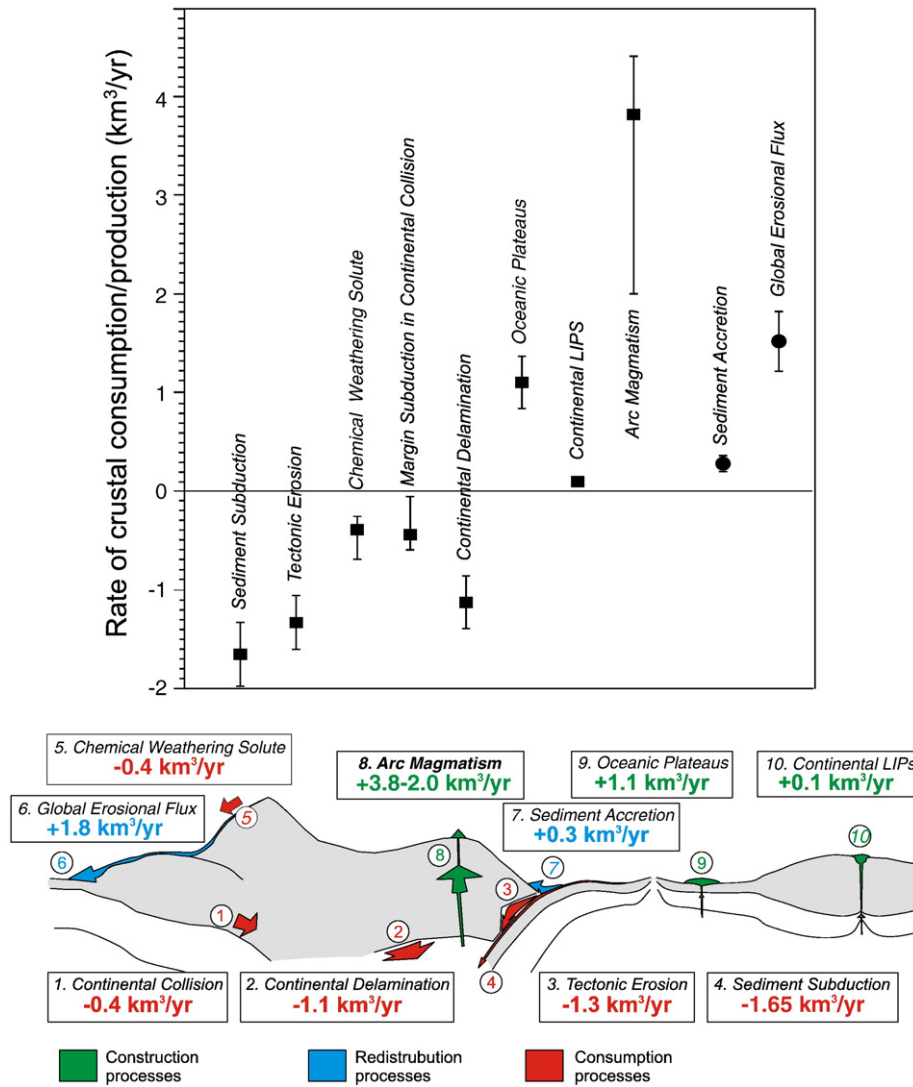 Rate of crustal consumption/production (km³/yr)
4
3
2
1
0
-1
-2
Sediment Subduction
Tectonic Erosion
Chemical Weathering Solute
Margin Subduction in Continental Collision
Continental Delamination
Oceanic Plateaus
Continental LIPS
Arc Magmatism
Sediment Accretion
Global Erosional Flux
5. Chemical Weathering Solute
-0.4 km³/yr
8. Arc Magmatism
+3.8-2.0 km³/yr
9. Oceanic Plateaus
+1.1 km³/yr
10. Continental LIPs
+0.1 km³/yr
6. Global Erosional Flux
+1.8 km³/yr
7. Sediment Accretion
+0.3 km³/yr
5
6
8
7
9
10
3
1
2
4
1. Continental Collision
-0.4 km³/yr
2. Continental Delamination
-1.1 km³/yr
3. Tectonic Erosion
-1.3 km³/yr
4. Sediment Subduction
-1.65 km³/yr
Construction
processes
Redistrubution
processes
Consumption
processes